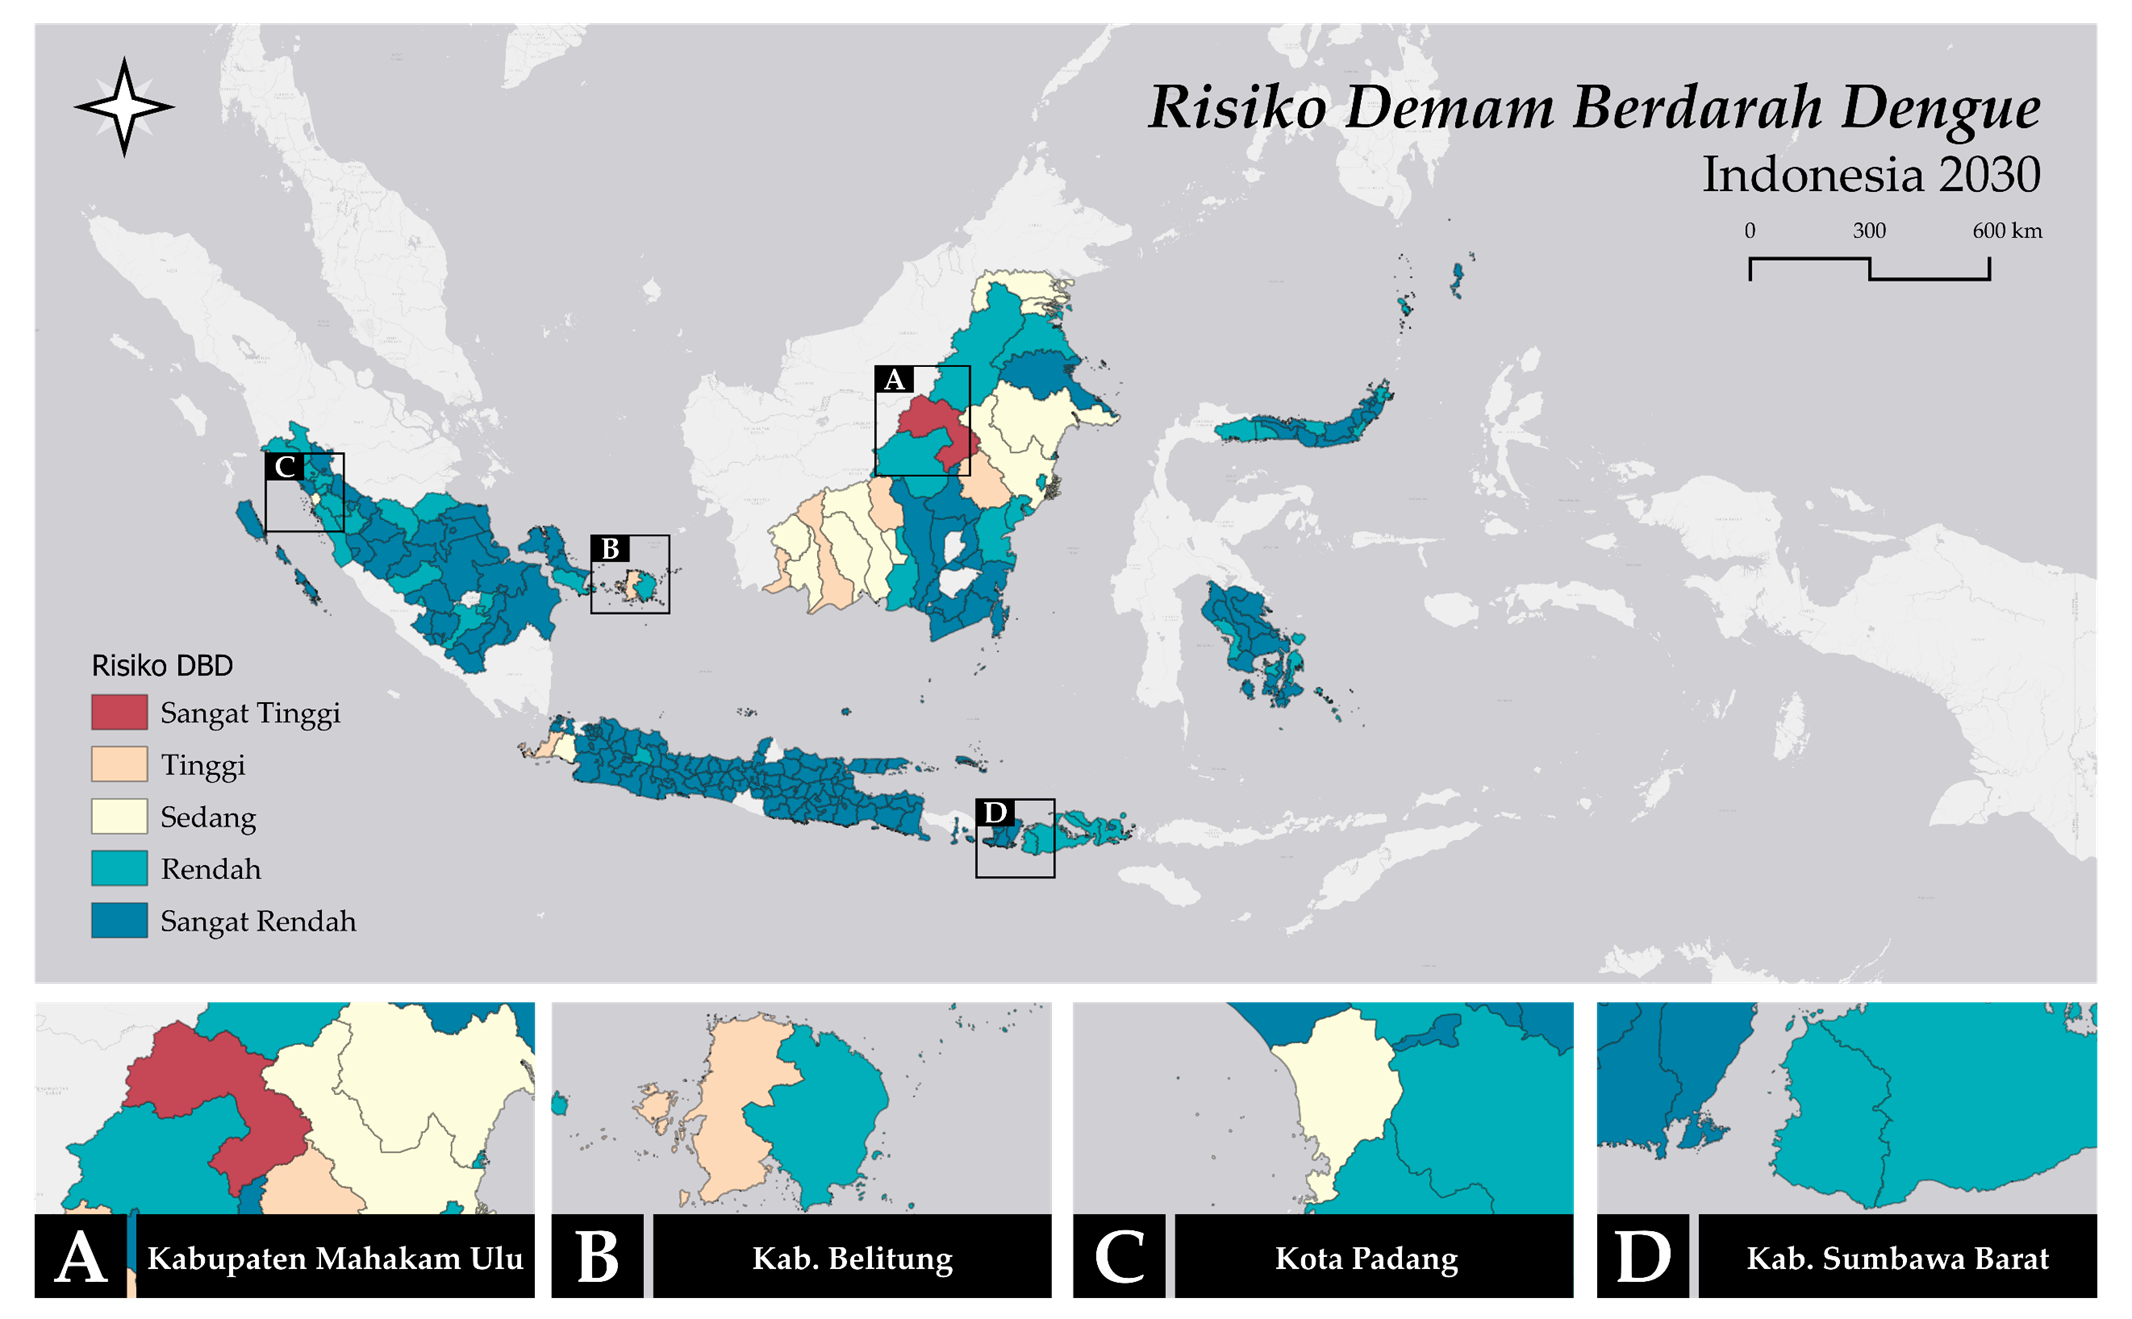 Risiko Demam Berdarah Dengue
Indonesia 2030
0 300 600 km
A
C
B
D
Risiko DBD
Sangat Tinggi
Tinggi
Sedang
Rendah
Sangat Rendah
A Kabupaten Mahakam Ulu
B Kab. Belitung
C Kota Padang
D Kab. Sumbawa Barat